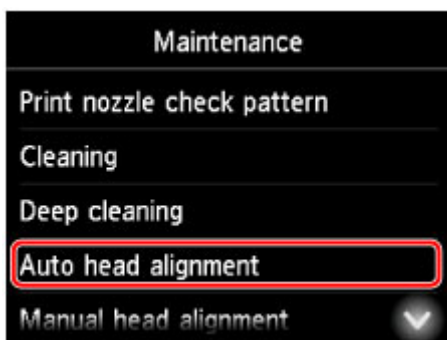 Maintenance
Print nozzle check pattern
Cleaning
Deep cleaning
Auto head alignment
Manual head alignment